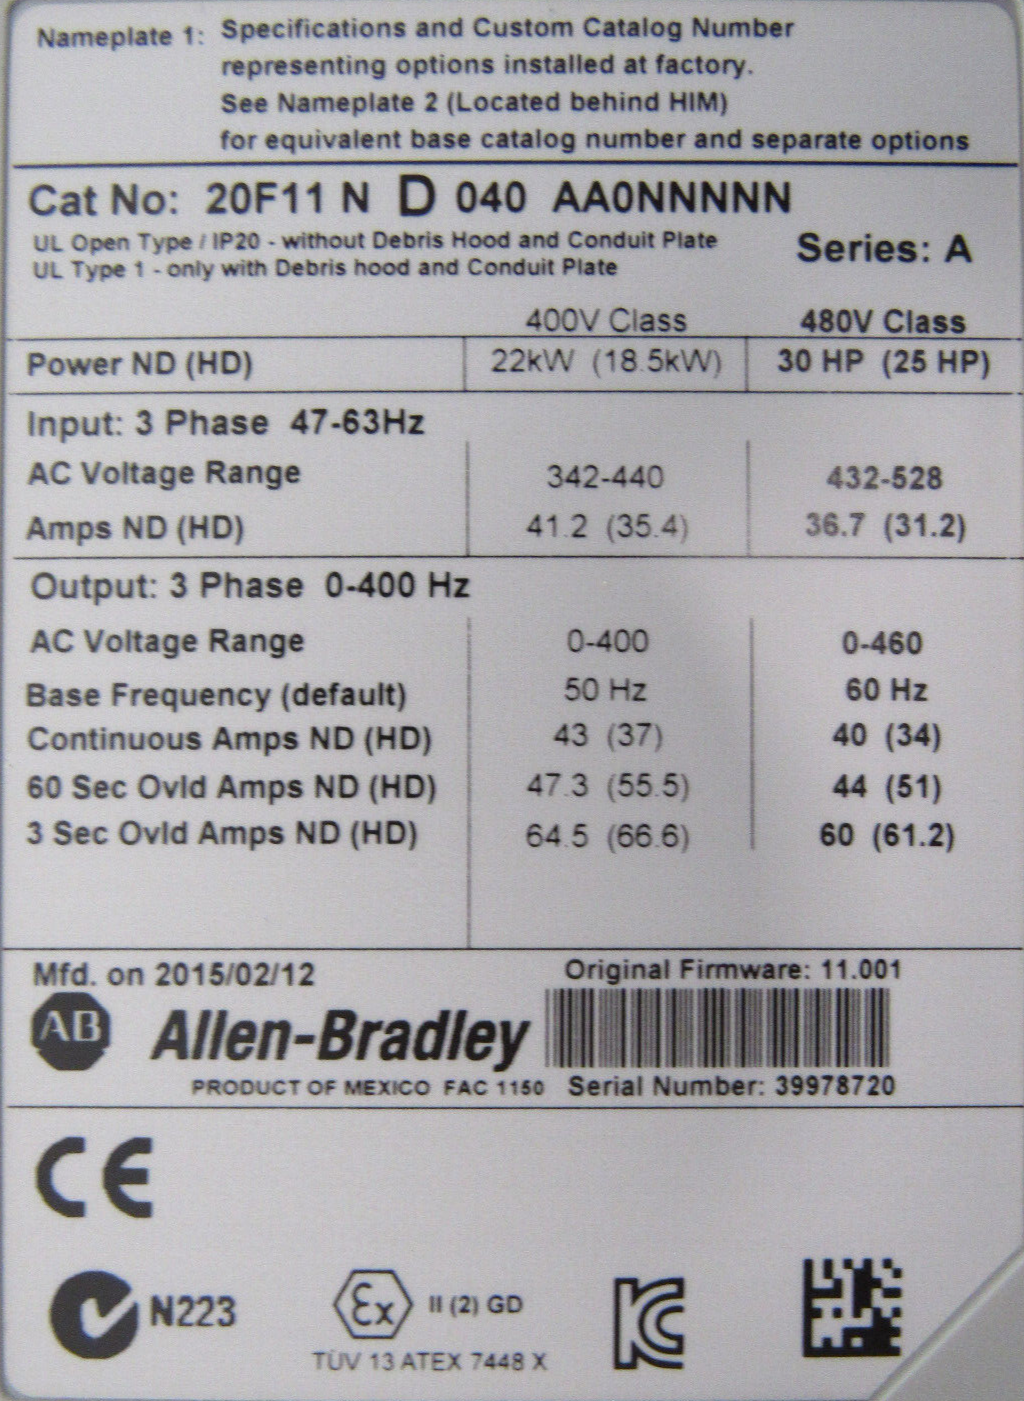 Nameplate 1: Specifications and Custom Catalog Number
representing options installed at factory.
See Nameplate 2 (Located behind HIM)
for equivalent base catalog number and separate options
Cat No: 20F11 N D 040 AA0NNNNN
UL Open Type / IP20 - without Debris Hood and Conduit Plate
UL Type 1 - only with Debris hood and Conduit Plate
Series: A
400V Class 480V Class
Power ND (HD) 22kW (18.5kW) 30 HP (25 HP)
Input: 3 Phase 47-63Hz
AC Voltage Range 342-440 432-528
Amps ND (HD) 41.2 (35.4) 36.7 (31.2)
Output: 3 Phase 0-400 Hz
AC Voltage Range 0-400 0-460
Base Frequency (default) 50 Hz 60 Hz
Continuous Amps ND (HD) 43 (37) 40 (34)
60 Sec Ovld Amps ND (HD) 47.3 (55.5) 44 (51)
3 Sec Ovld Amps ND (HD) 64.5 (66.6) 60 (61.2)
Mfd. on 2015/02/12 Original Firmware: 11.001
AB Allen-Bradley
PRODUCT OF MEXICO FAC 1150 Serial Number: 39978720
CE
N223 Ex II (2) GD KC
TÜV 13 ATEX 7448 X